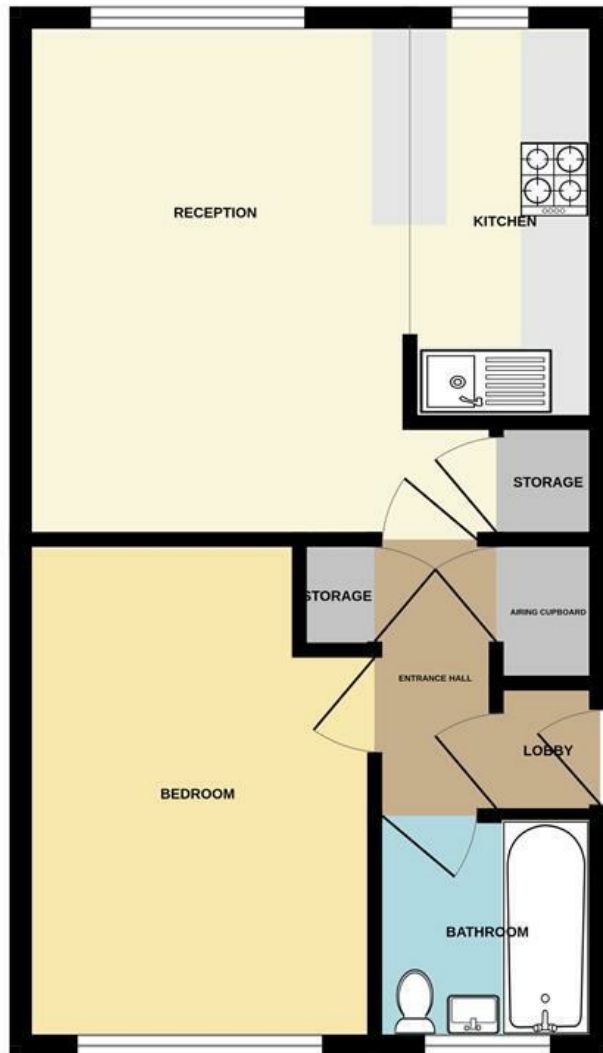 RECEPTION
KITCHEN
STORAGE
STORAGE
AIRING CUPBOARD
ENTRANCE HALL
LOBBY
BEDROOM
BATHROOM